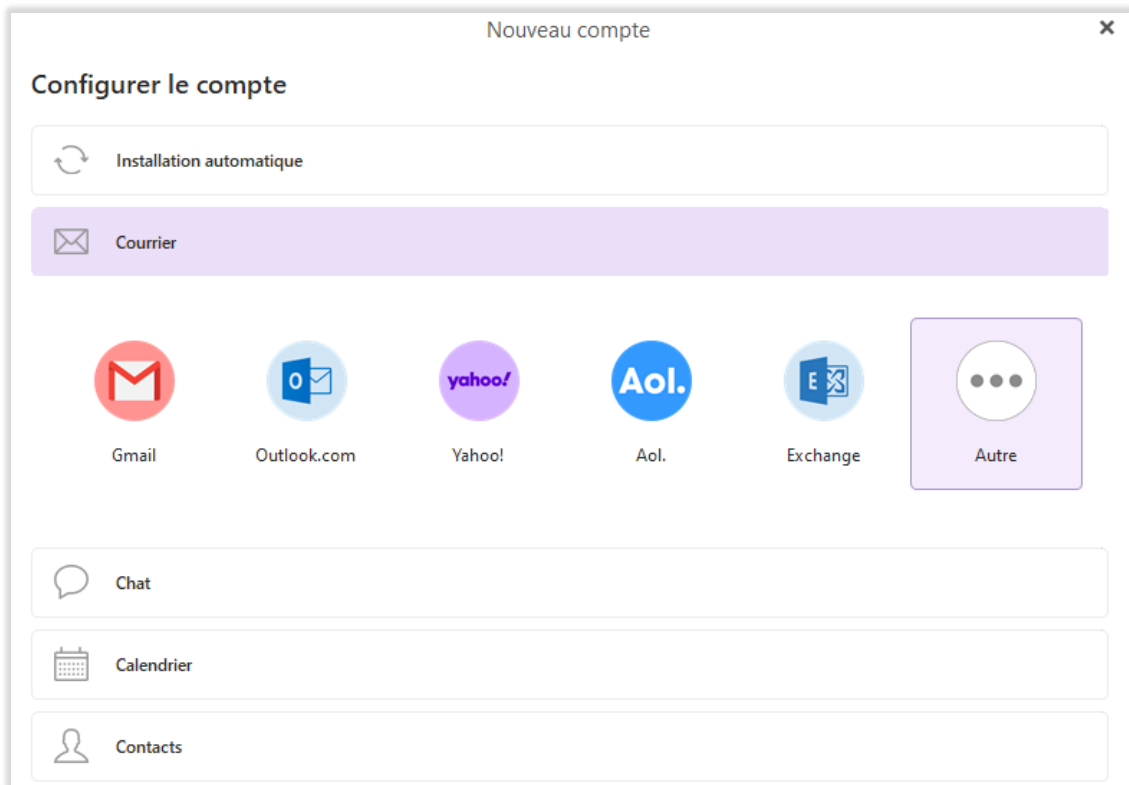 Nouveau compte
Configurer le compte
Installation automatique
Courrier
O
yahoo!
Aol.
E
Gmail
Outlook.com
Yahoo!
Aol.
Exchange
Autre
Chat
Calendrier
Contacts